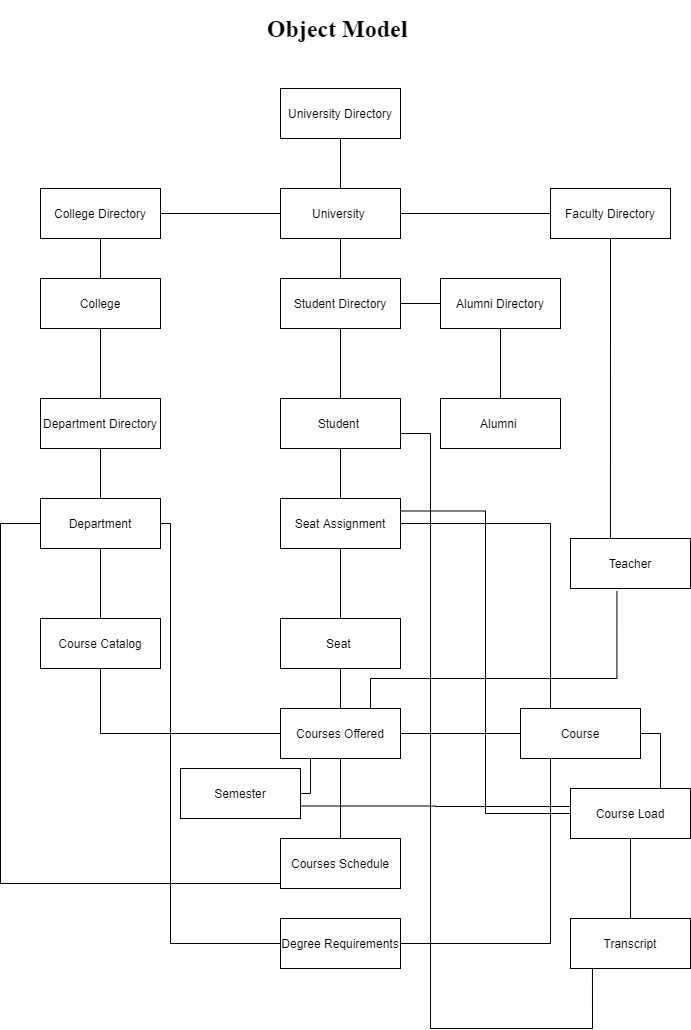 Object Model
University Directory
College Directory
University
Faculty Directory
College
Student Directory
Alumni Directory
Department Directory
Student
Alumni
Department
Seat Assignment
Teacher
Course Catalog
Seat
Courses Offered
Course
Semester
Course Load
Courses Schedule
Degree Requirements
Transcript